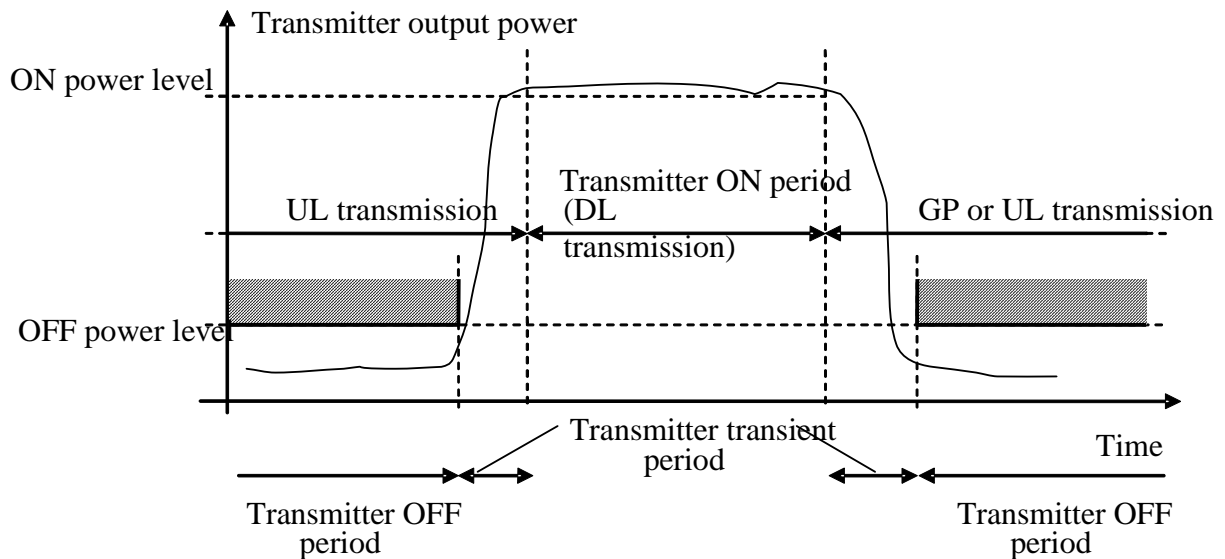 Transmitter output power
ON power level
Transmitter ON period
(DL
transmission)
UL transmission
GP or UL transmission
OFF power level
Transmitter transient
period
Time
Transmitter OFF
period
Transmitter OFF
period